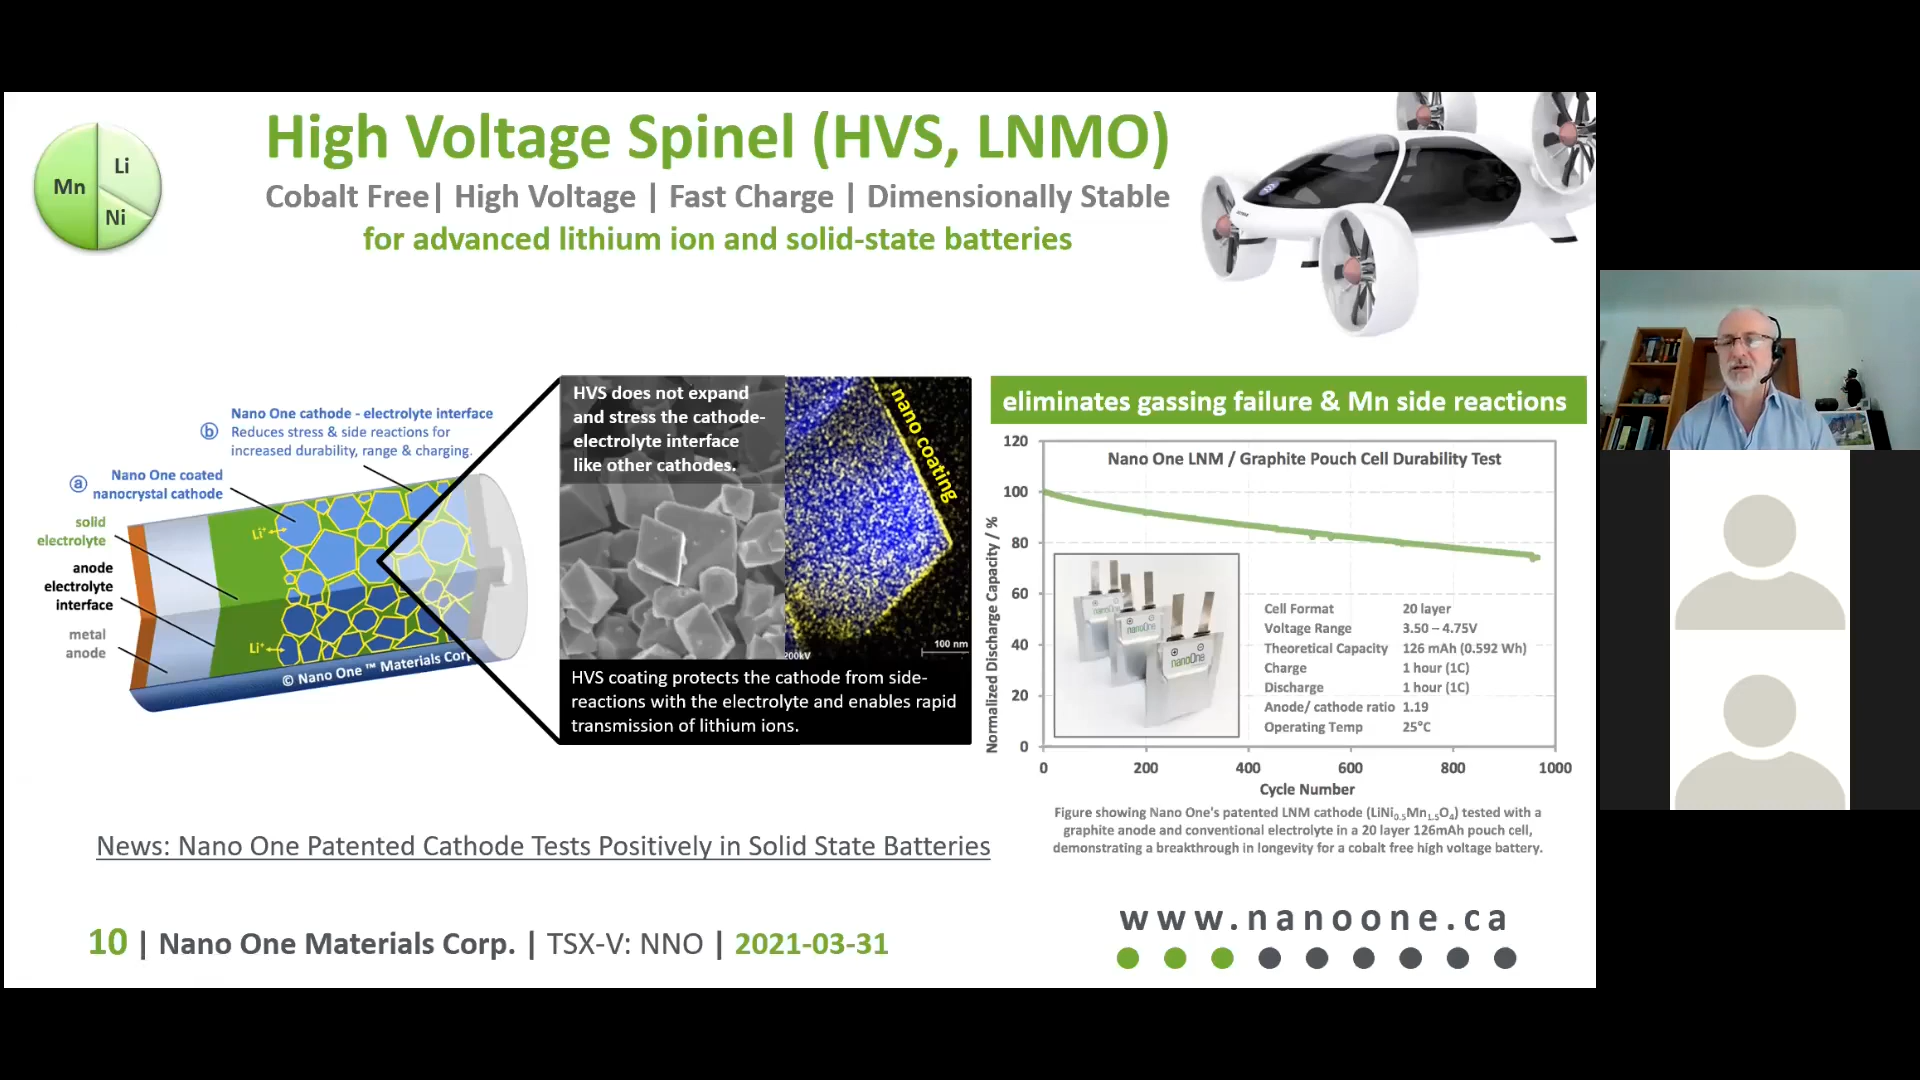 High Voltage Spinel (HVS, LNMO)
Cobalt Free| High Voltage | Fast Charge | Dimensionally Stable
for advanced lithium ion and solid-state batteries
Mn
Li
Ni
Nano One cathode - electrolyte interface
ⓑ Reduces stress & side reactions for
increased durability, range & charging.
ⓐ Nano One coated
nanocrystal cathode
solid
electrolyte
anode
electrolyte
interface
metal
anode
Li+
Li+
© Nano One ™ Materials Corp
HVS does not expand
and stress the cathode-
electrolyte interface
like other cathodes.
nano coating
100 nm
200kV
HVS coating protects the cathode from side-
reactions with the electrolyte and enables rapid
transmission of lithium ions.
eliminates gassing failure & Mn side reactions
Nano One LNM / Graphite Pouch Cell Durability Test
Normalized Discharge Capacity / %
120
100
80
60
40
20
0
nanoOne
nanoOne
nanoOne
Cell Format 20 layer
Voltage Range 3.50 – 4.75V
Theoretical Capacity 126 mAh (0.592 Wh)
Charge 1 hour (1C)
Discharge 1 hour (1C)
Anode/ cathode ratio 1.19
Operating Temp 25°C
0 200 400 600 800 1000
Cycle Number
Figure showing Nano One's patented LNM cathode (LiNi0.5Mn1.5O4) tested with a
graphite anode and conventional electrolyte in a 20 layer 126mAh pouch cell,
demonstrating a breakthrough in longevity for a cobalt free high voltage battery.
News: Nano One Patented Cathode Tests Positively in Solid State Batteries
10 | Nano One Materials Corp. | TSX-V: NNO | 2021-03-31
www.nanoone.ca